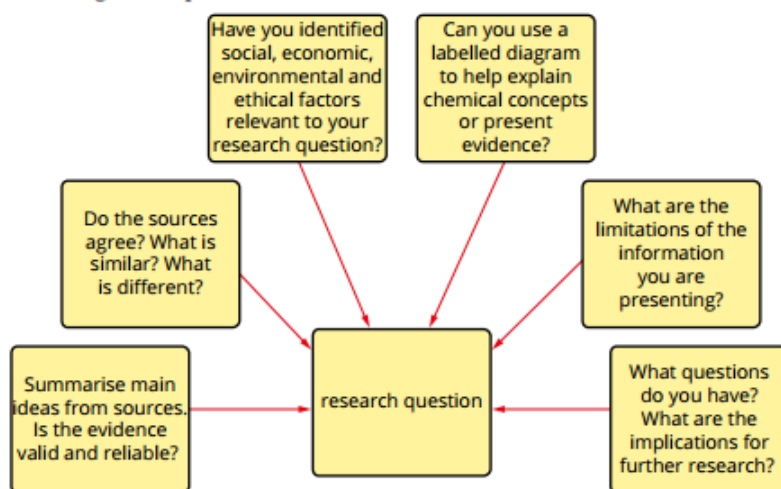 Have you identified
social, economic,
environmental and
ethical factors
relevant to your
research question?
Can you use a
labelled diagram
to help explain
chemical concepts
or present
evidence?
Do the sources
agree? What is
similar? What
is different?
What are the
limitations of the
information
you are
presenting?
Summarise main
ideas from sources.
Is the evidence
valid and reliable?
research question
What questions
do you have?
What are the
implications for
further research?